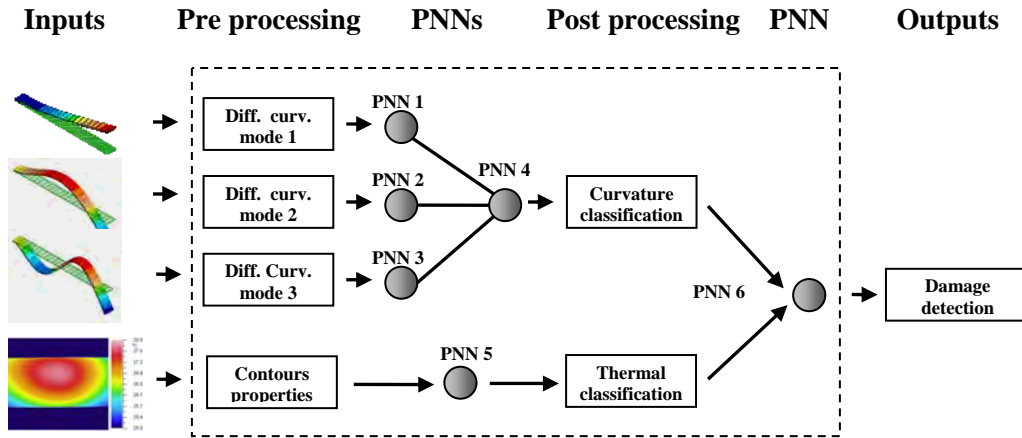 Inputs
Pre processing
PNNs
Post processing
PNN
Outputs
PNN 1
Diff. curv.
mode 1
PNN 4
PNN 2
Diff. curv.
mode 2
Curvature
classification
PNN 3
Diff. Curv.
mode 3
PNN 6
Damage
detection
PNN 5
Contours
properties
Thermal
classification